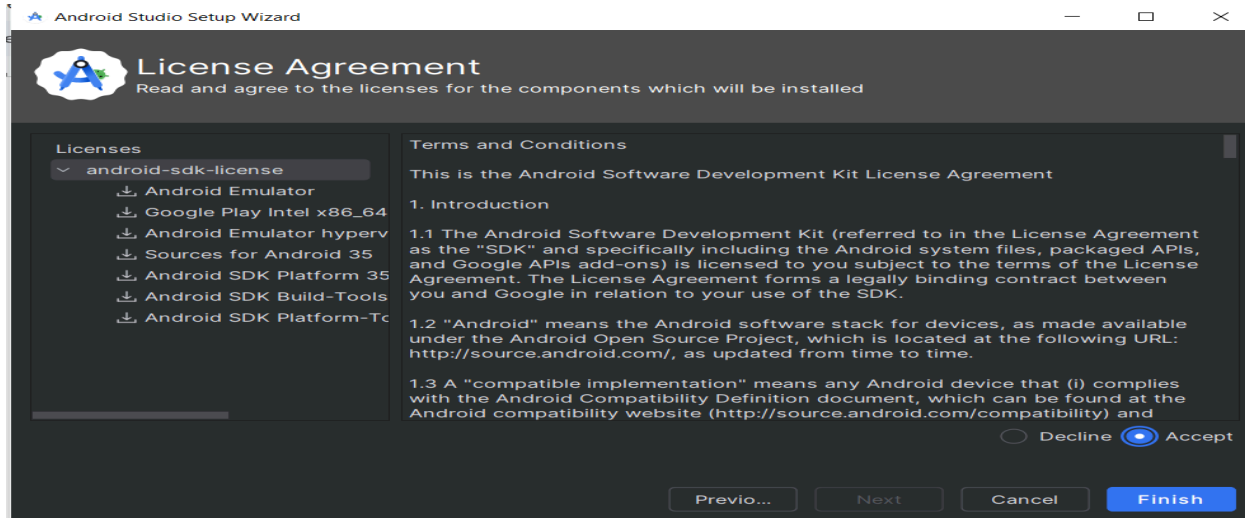 Android Studio Setup Wizard
License Agreement
Read and agree to the licenses for the components which will be installed
Licenses
android-sdk-license
Android Emulator
Google Play Intel x86_64
Android Emulator hyperv
Sources for Android 35
Android SDK Platform 35
Android SDK Build-Tools
Android SDK Platform-To
Terms and Conditions
This is the Android Software Development Kit License Agreement
1. Introduction
1.1 The Android Software Development Kit (referred to in the License Agreement
as the "SDK" and specifically including the Android system files, packaged APIs,
and Google APIs add-ons) is licensed to you subject to the terms of the License
Agreement. The License Agreement forms a legally binding contract between
you and Google in relation to your use of the SDK.
1.2 "Android" means the Android software stack for devices, as made available
under the Android Open Source Project, which is located at the following URL:
http://source.android.com/, as updated from time to time.
1.3 A "compatible implementation" means any Android device that (i) complies
with the Android Compatibility Definition document, which can be found at the
Android compatibility website (http://source.android.com/compatibility) and
Decline Accept
Previo... Next Cancel Finish